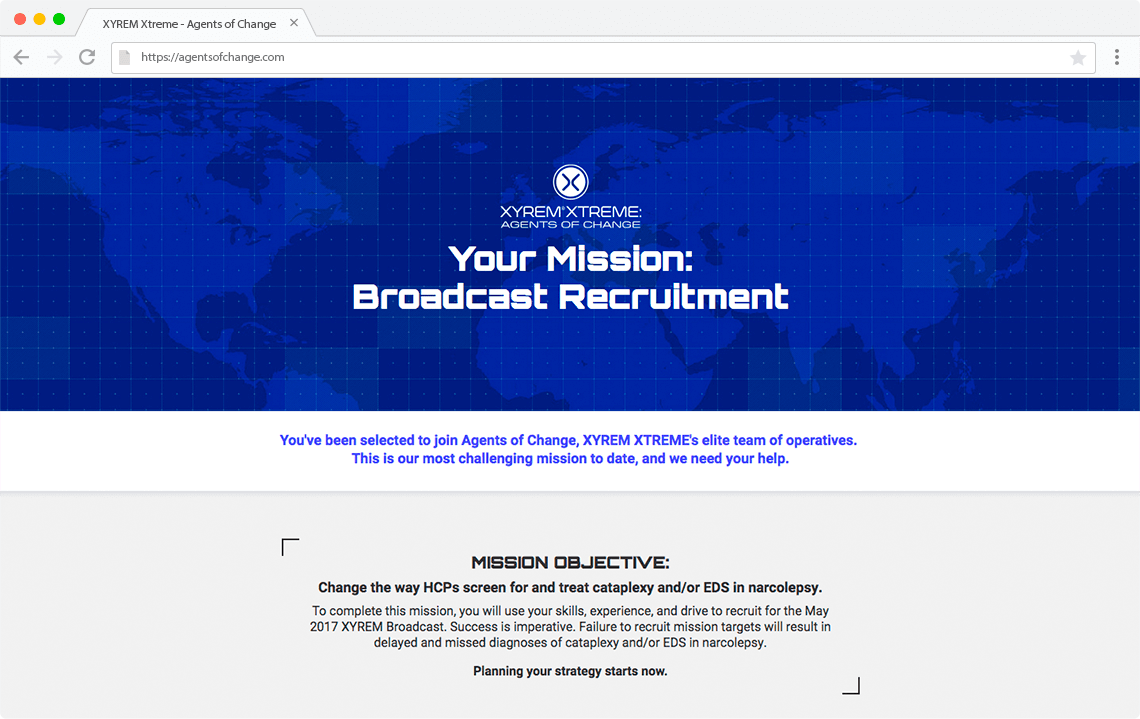 XYREM Xtreme - Agents of Change
https://agentsofchange.com
XYREM® XTREME:
AGENTS OF CHANGE
Your Mission:
Broadcast Recruitment
You've been selected to join Agents of Change, XYREM XTREME's elite team of operatives.
This is our most challenging mission to date, and we need your help.
MISSION OBJECTIVE:
Change the way HCPs screen for and treat cataplexy and/or EDS in narcolepsy.
To complete this mission, you will use your skills, experience, and drive to recruit for the May
2017 XYREM Broadcast. Success is imperative. Failure to recruit mission targets will result in
delayed and missed diagnoses of cataplexy and/or EDS in narcolepsy.
Planning your strategy starts now.